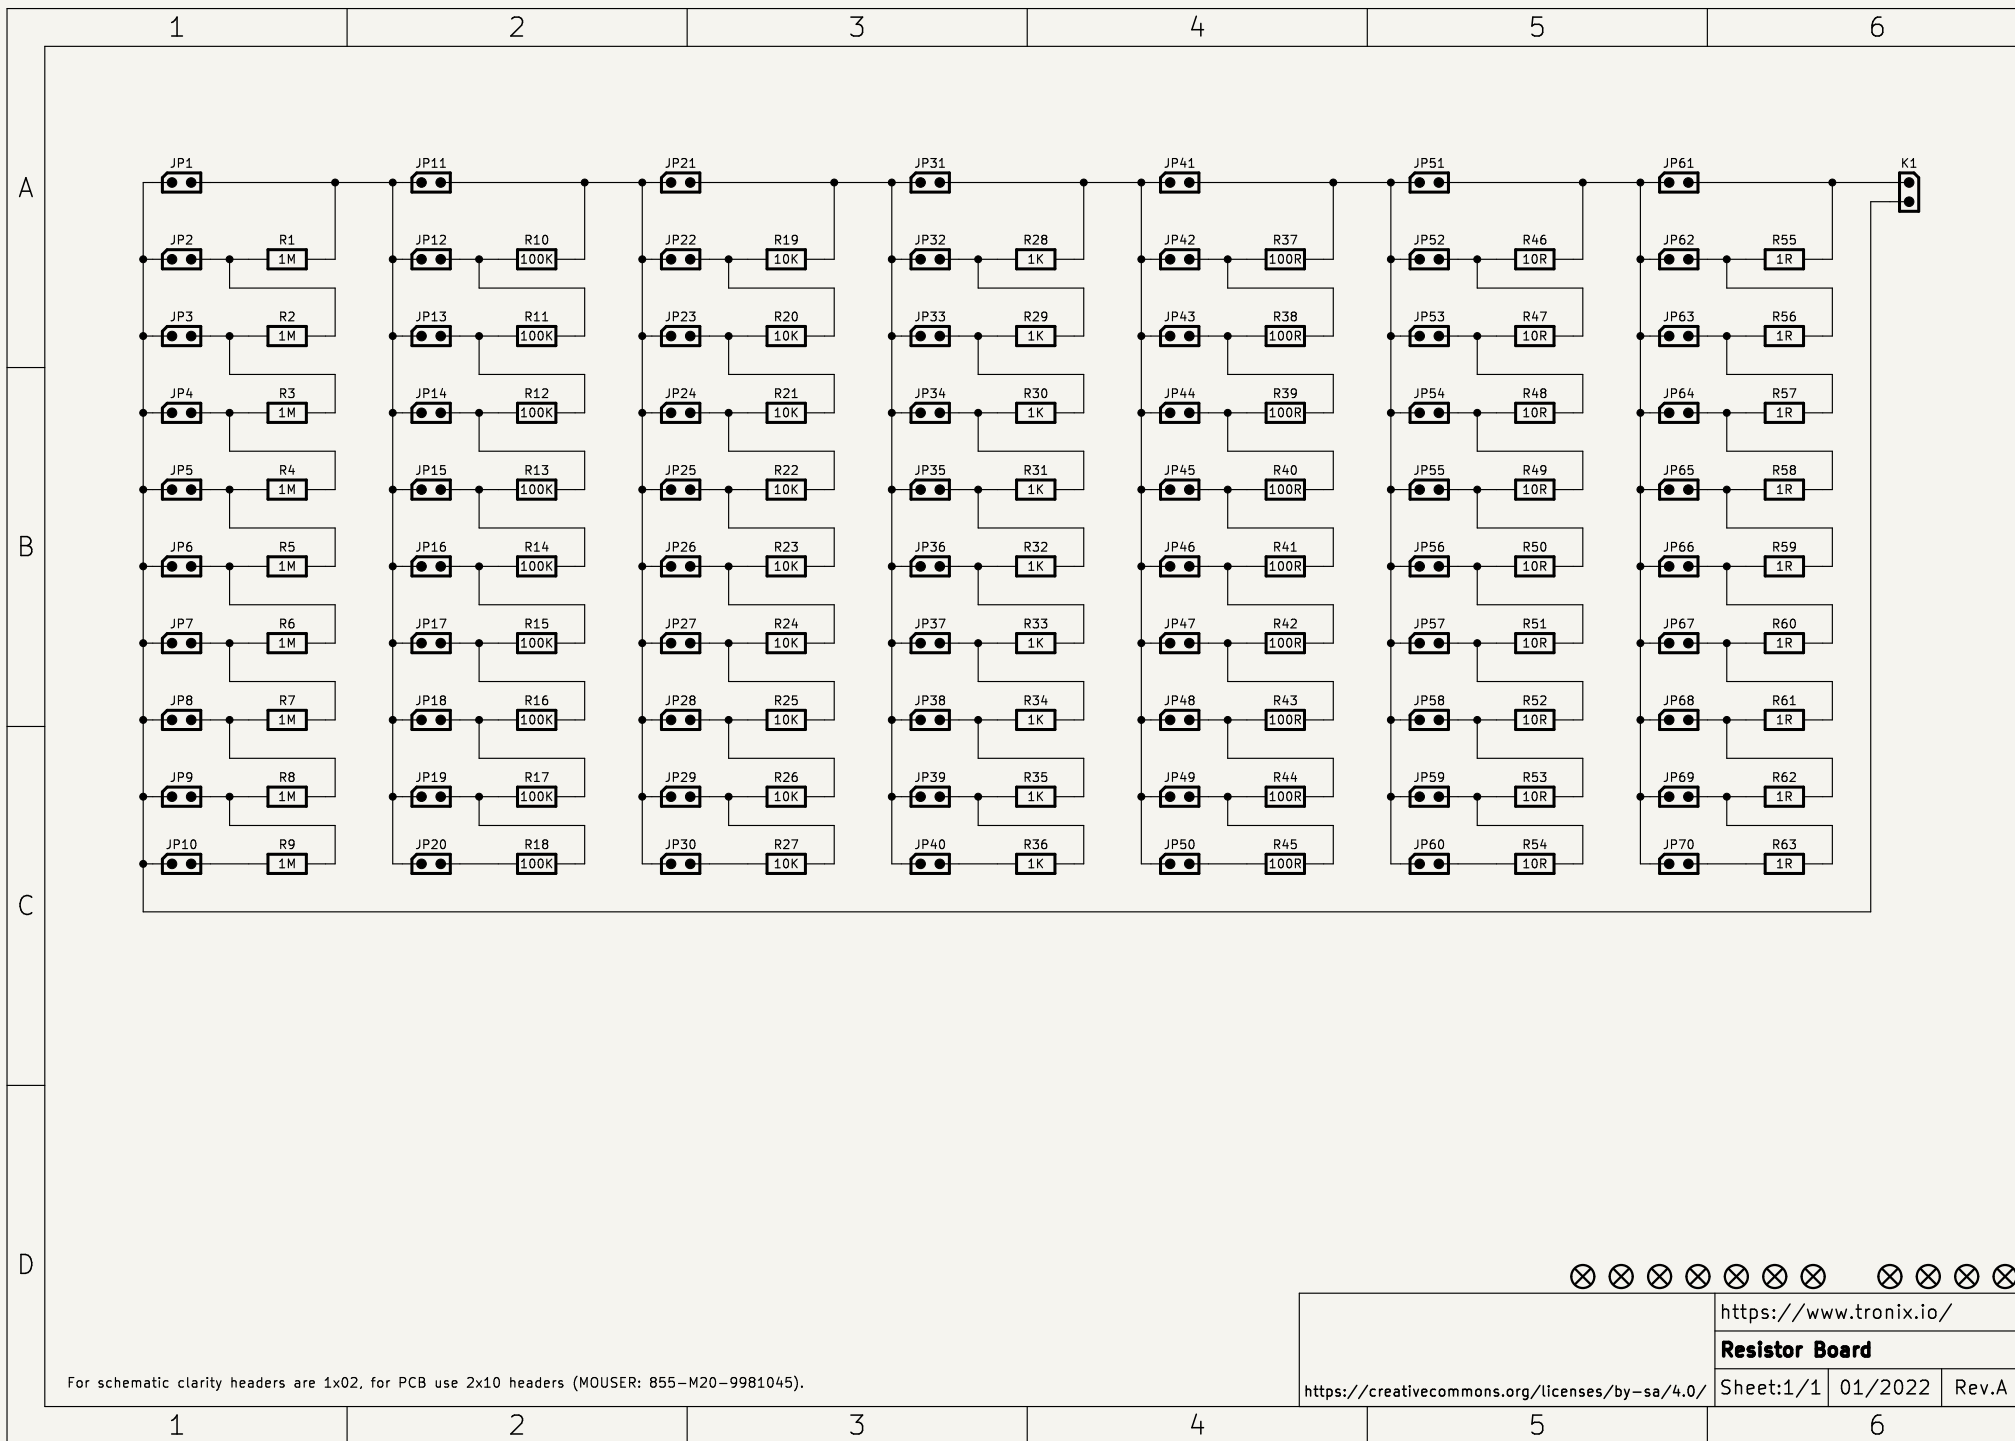 1 2 3 4 5 6
A
JP1 JP11 JP21 JP31 JP41 JP51 JP61 K1
JP2 R1 JP12 R10 JP22 R19 JP32 R28 JP42 R37 JP52 R46 JP62 R55
1M 100K 10K 1K 100R 10R 1R
JP3 R2 JP13 R11 JP23 R20 JP33 R29 JP43 R38 JP53 R47 JP63 R56
1M 100K 10K 1K 100R 10R 1R
JP4 R3 JP14 R12 JP24 R21 JP34 R30 JP44 R39 JP54 R48 JP64 R57
1M 100K 10K 1K 100R 10R 1R
JP5 R4 JP15 R13 JP25 R22 JP35 R31 JP45 R40 JP55 R49 JP65 R58
1M 100K 10K 1K 100R 10R 1R
B
JP6 R5 JP16 R14 JP26 R23 JP36 R32 JP46 R41 JP56 R50 JP66 R59
1M 100K 10K 1K 100R 10R 1R
JP7 R6 JP17 R15 JP27 R24 JP37 R33 JP47 R42 JP57 R51 JP67 R60
1M 100K 10K 1K 100R 10R 1R
JP8 R7 JP18 R16 JP28 R25 JP38 R34 JP48 R43 JP58 R52 JP68 R61
1M 100K 10K 1K 100R 10R 1R
JP9 R8 JP19 R17 JP29 R26 JP39 R35 JP49 R44 JP59 R53 JP69 R62
1M 100K 10K 1K 100R 10R 1R
JP10 R9 JP20 R18 JP30 R27 JP40 R36 JP50 R45 JP60 R54 JP70 R63
1M 100K 10K 1K 100R 10R 1R
C
D
https://www.tronix.io/
Resistor Board
For schematic clarity headers are 1x02, for PCB use 2x10 headers (MOUSER: 855-M20-9981045).
https://creativecommons.org/licenses/by-sa/4.0/
Sheet:1/1 01/2022 Rev.A
1 2 3 4 5 6